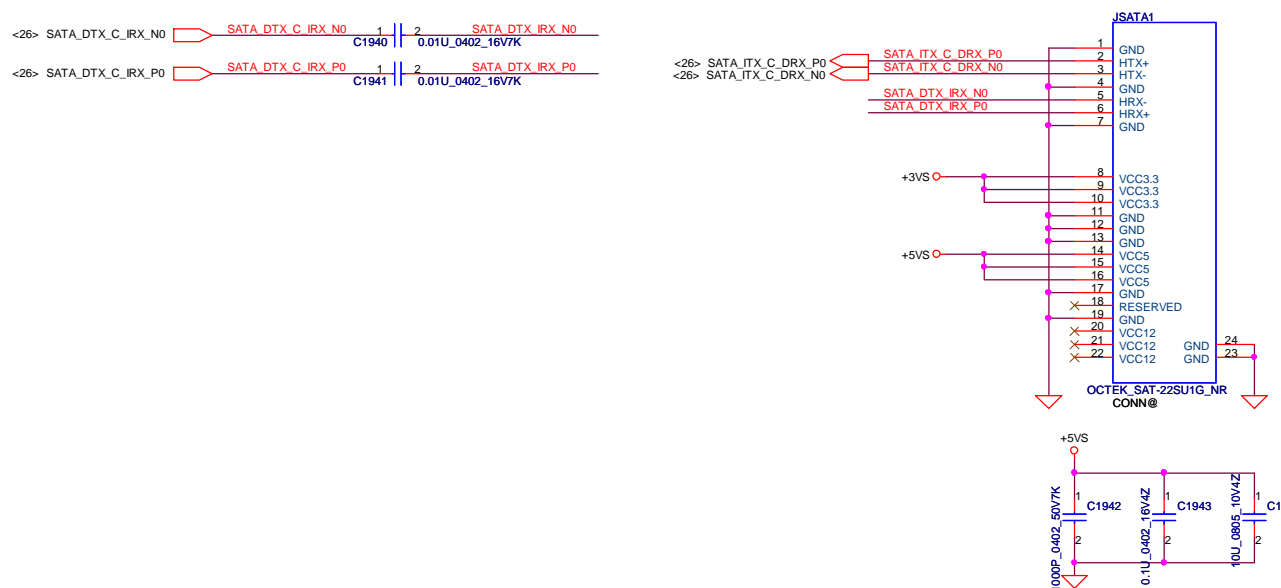 <26> SATA_DTX_C_IRX_N0
SATA_DTX_C_IRX_N0
1
2
SATA_DTX_IRX_N0
C1940
0.01U_0402_16V7K
<26> SATA_DTX_C_IRX_P0
SATA_DTX_C_IRX_P0
1
2
SATA_DTX_IRX_P0
C1941
0.01U_0402_16V7K
JSATA1
<26> SATA_ITX_C_DRX_P0
<26> SATA_ITX_C_DRX_N0
SATA_ITX_C_DRX_P0
SATA_ITX_C_DRX_N0
SATA_DTX_IRX_N0
SATA_DTX_IRX_P0
1 GND
2 HTX+
3 HTX-
4 GND
5 HRX-
6 HRX+
7 GND
+3VS
8 VCC3.3
9 VCC3.3
10 VCC3.3
11 GND
12 GND
13 GND
+5VS
14 VCC5
15 VCC5
16 VCC5
17 GND
18 RESERVED
19 GND
20 VCC12
21 VCC12
22 VCC12
GND 24
GND 23
OCTEK_SAT-22SU1G_NR
CONN@
+5VS
1
C1942
2
000P_0402_50V7K
1
C1943
2
0.1U_0402_16V4Z
1
C1
2
10U_0805_10V4Z